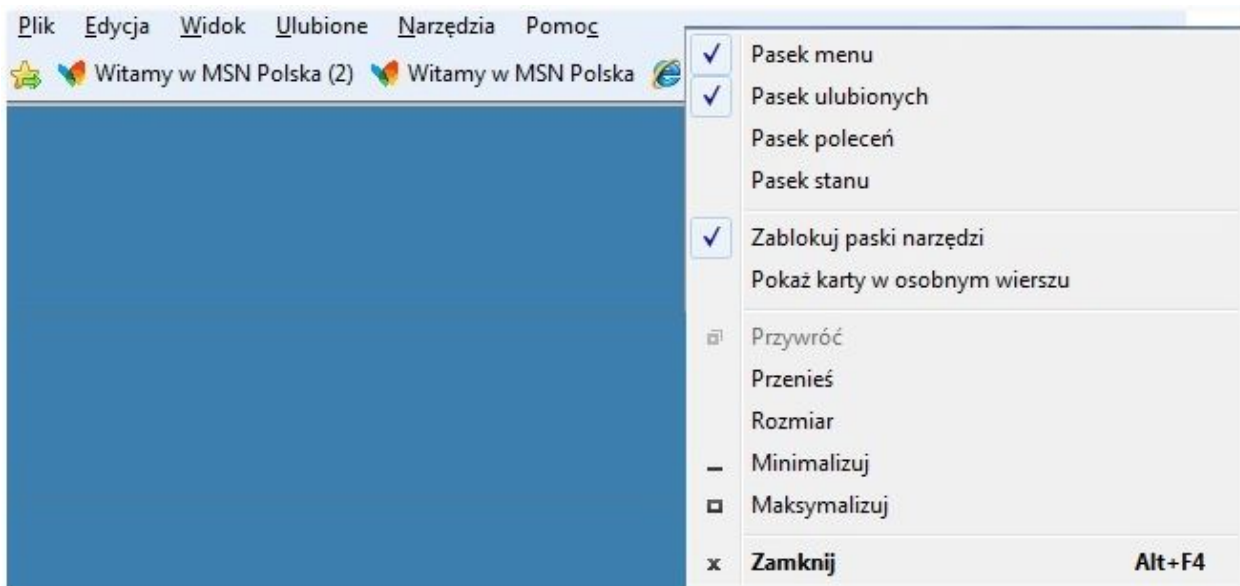 Plik Edycja Widok Ulubione Narzędzia Pomoc
Witamy w MSN Polska (2) Witamy w MSN Polska
Pasek menu
Pasek ulubionych
Pasek poleceń
Pasek stanu
Zablokuj paski narzędzi
Pokaż karty w osobnym wierszu
Przywróć
Przenieś
Rozmiar
Minimalizuj
Maksymalizuj
Zamknij Alt+F4